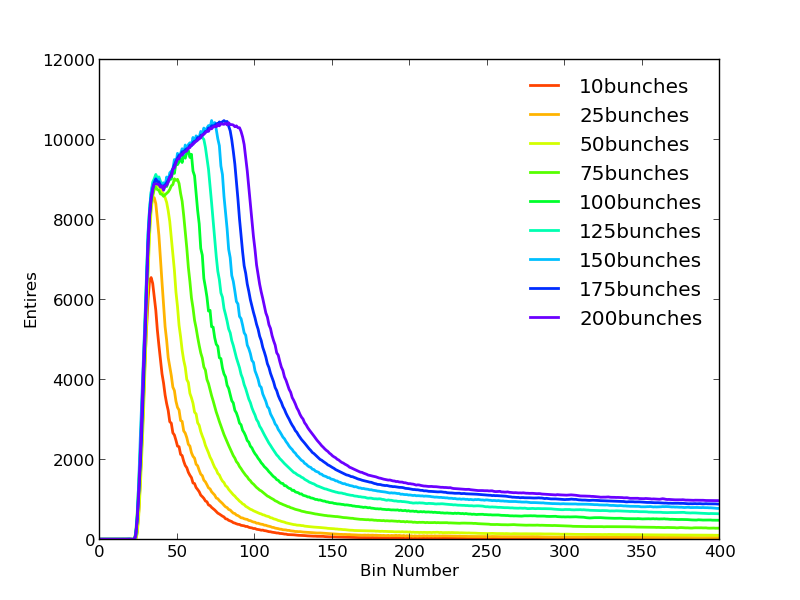 12000
10000
8000
6000
4000
2000
0
Entires
0 50 100 150 200 250 300 350 400
Bin Number
10bunches
25bunches
50bunches
75bunches
100bunches
125bunches
150bunches
175bunches
200bunches